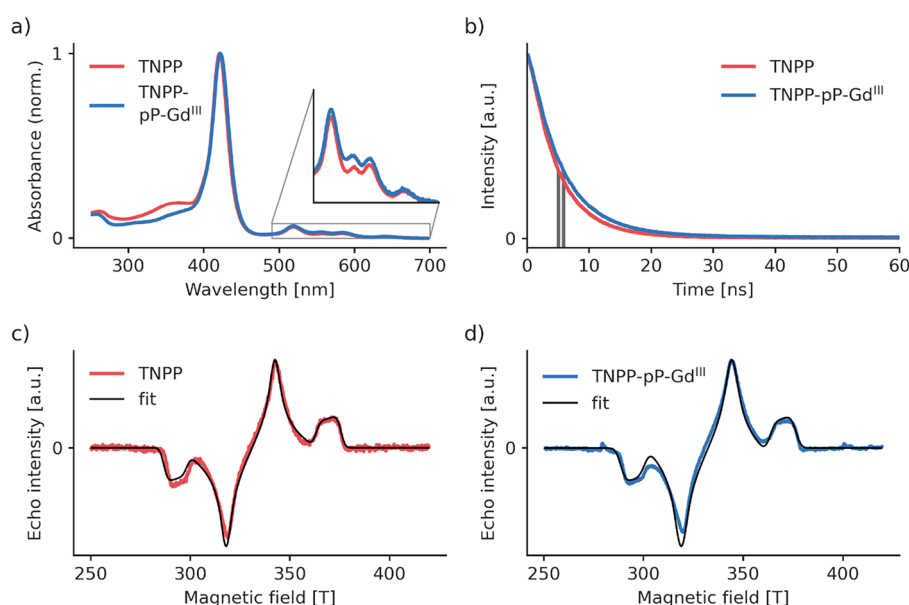 a)
Absorbance (norm.)
1
0
TNPP
TNPP-
pP-Gdᴵᴵᴵ
300
400
500
600
700
Wavelength [nm]
b)
Intensity [a.u.]
0
TNPP
TNPP-pP-Gdᴵᴵᴵ
0
10
20
30
40
50
60
Time [ns]
c)
Echo intensity [a.u.]
0
TNPP
fit
250
300
350
400
Magnetic field [T]
d)
Echo intensity [a.u.]
0
TNPP-pP-Gdᴵᴵᴵ
fit
250
300
350
400
Magnetic field [T]